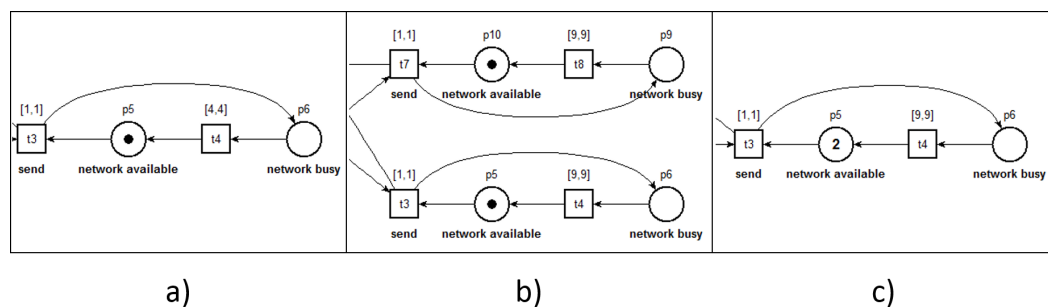 [1,1] p5 [4,4] p6
t3 t4
send network available network busy
[1,1] p10 [9,9] p9
t7 t8
send network available network busy
[1,1] p5 [9,9] p6
t3 t4
send network available network busy
[1,1] p5 [9,9] p6
t3 2 t4
send network available network busy
a) b) c)